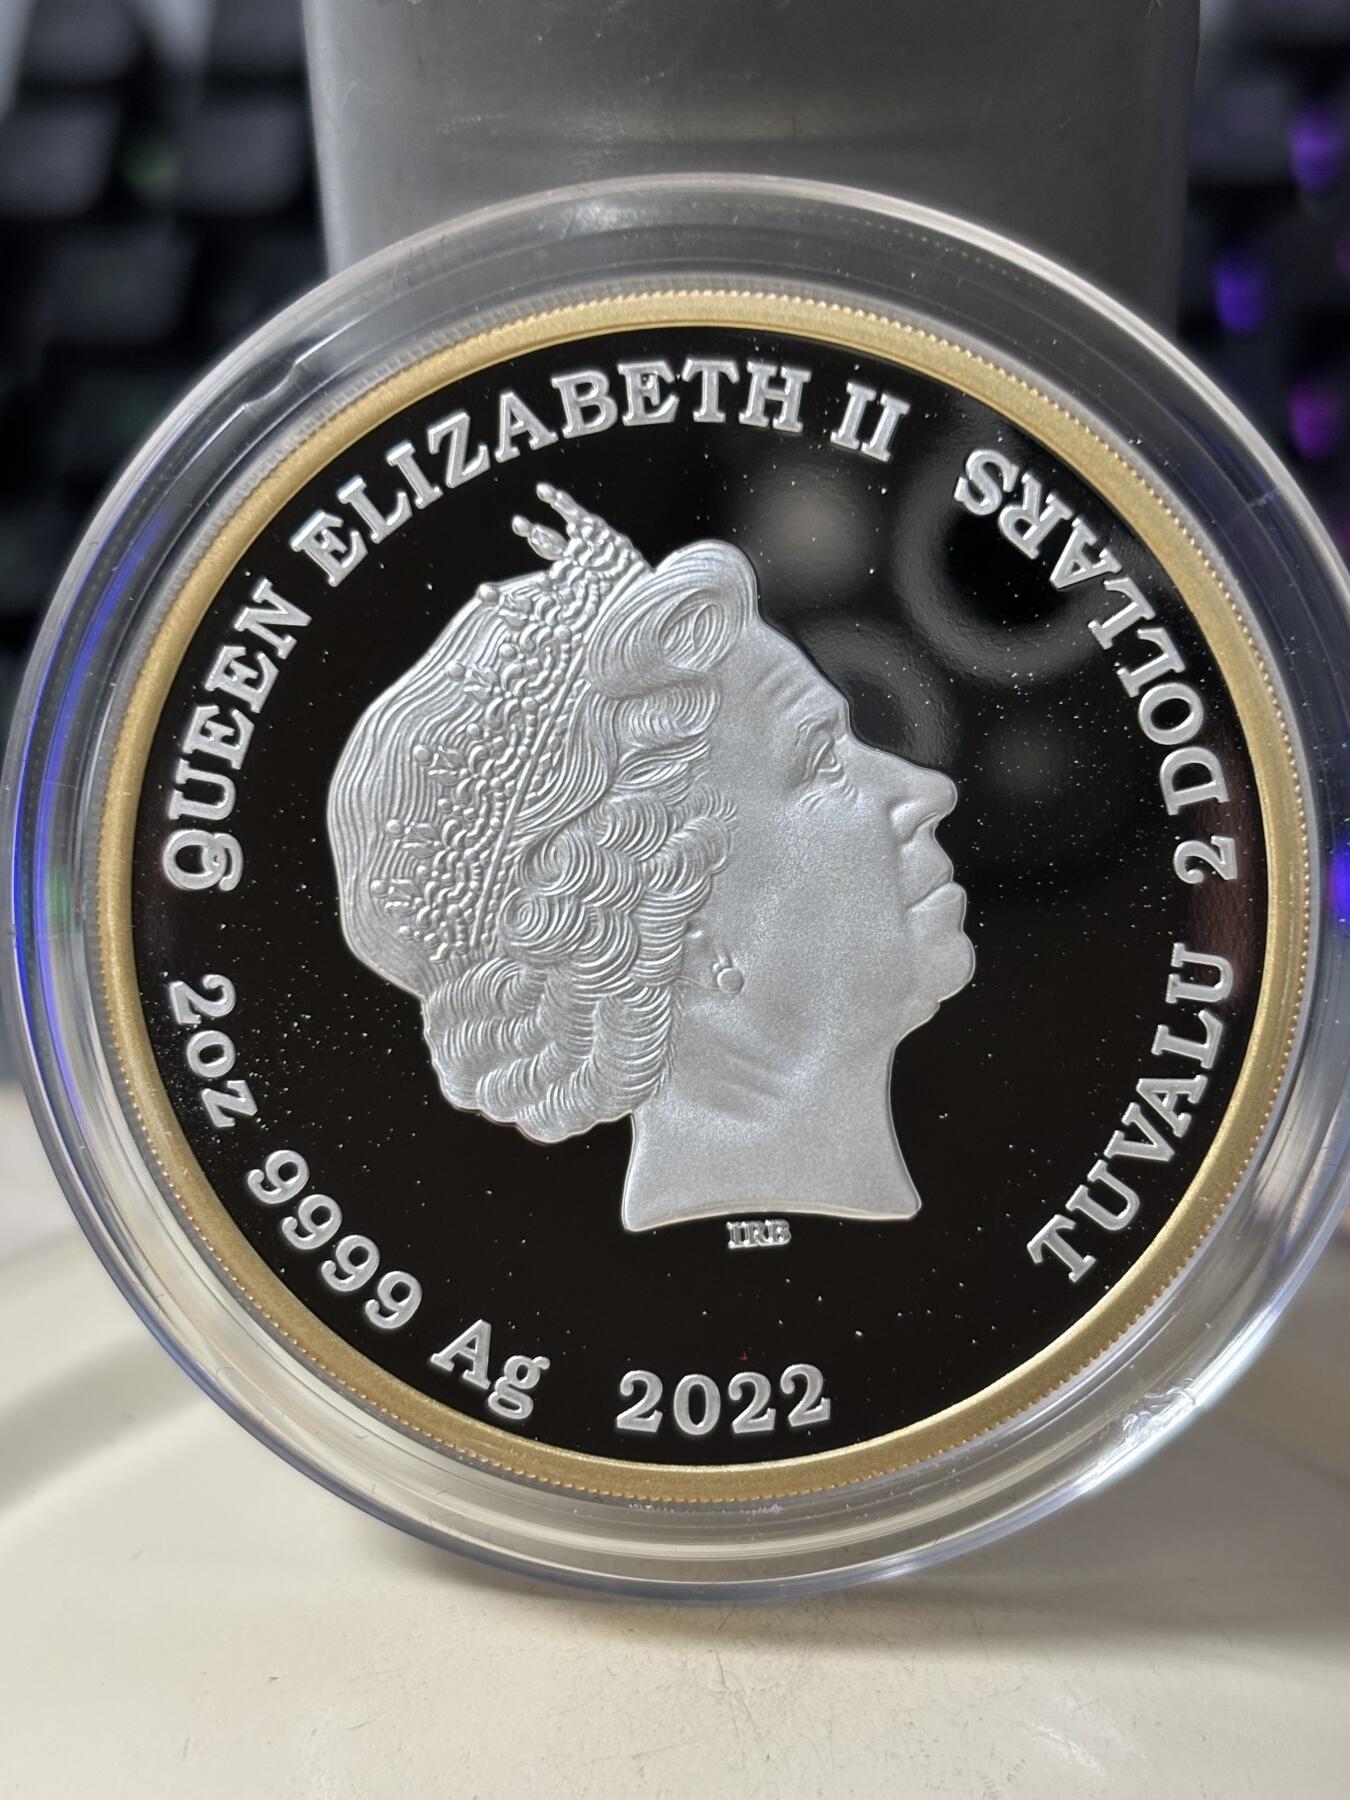 QUEEN ELIZABETH II
TUVALU 2 DOLLARS
2oz 9999 Ag 2022
IRB